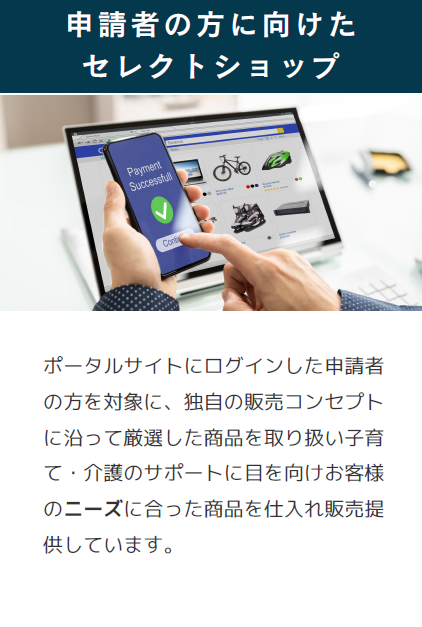 申請者の方に向けた
セレクトショップ
Payment
Successfull
ポータルサイトにログインした申請者
の方を対象に、独自の販売コンセプト
に沿って厳選した商品を取り扱い子育
て・介護のサポートに目を向けお客様
のニーズに合った商品を仕入れ販売提
供しています。